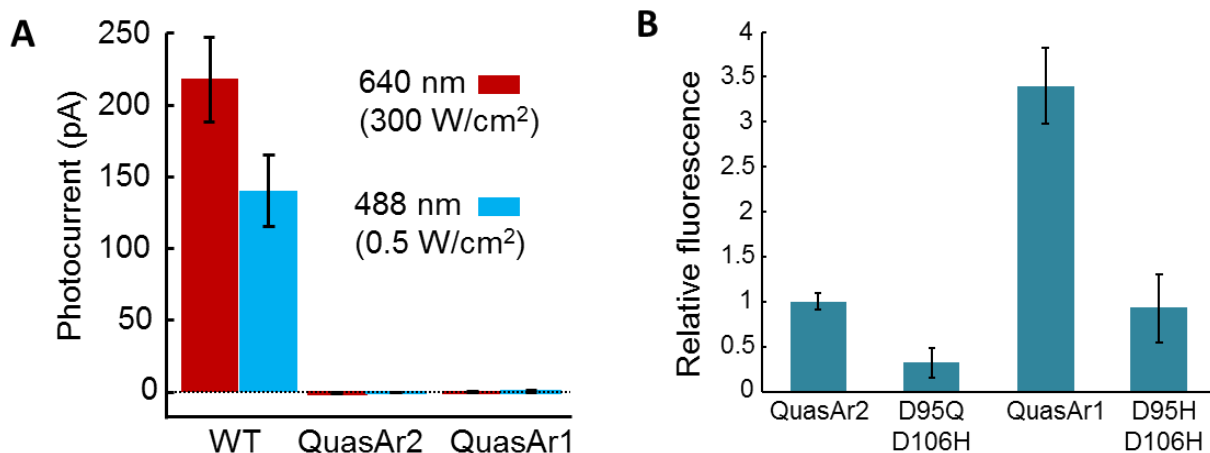 A
Photocurrent (pA)
250
200
150
100
50
0
640 nm
(300 W/cm²)
488 nm
(0.5 W/cm²)
WT QuasAr2 QuasAr1
B
Relative fluorescence
4
3.5
3
2.5
2
1.5
1
0.5
0
QuasAr2 D95Q QuasAr1 D95H
D106H D106H